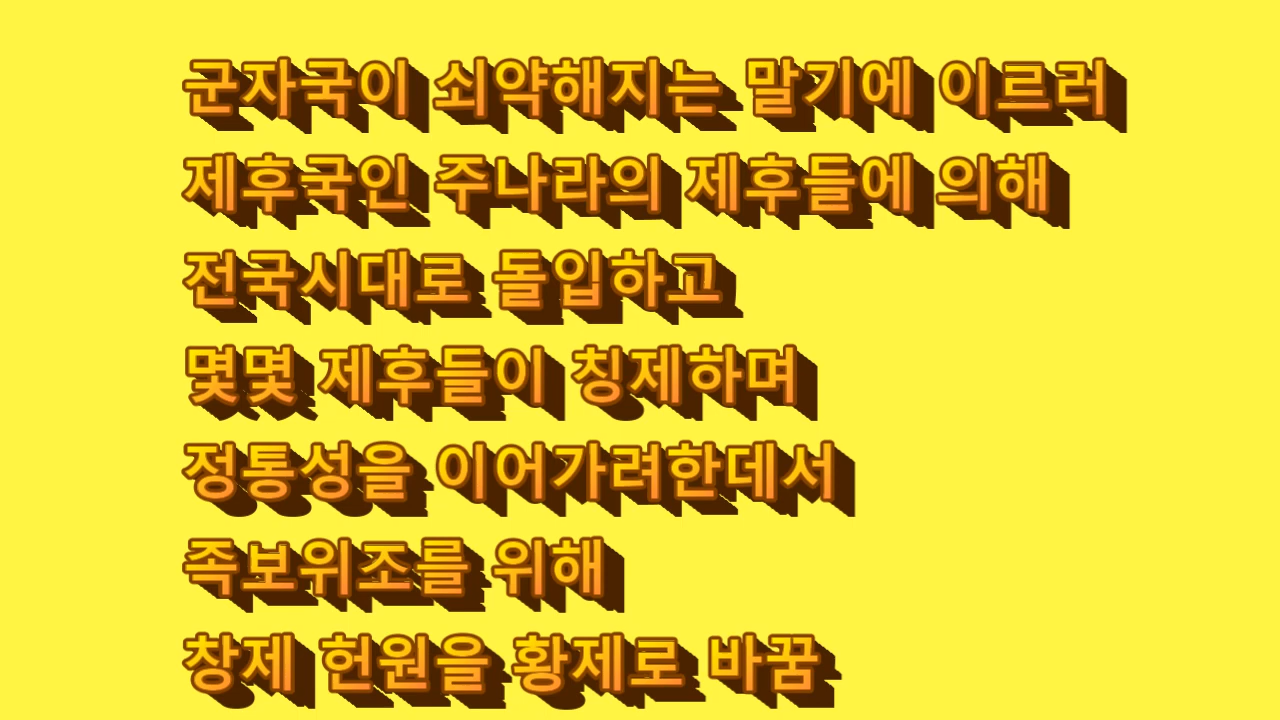 군자국이 쇠약해지는 말기에 이르러
제후국인 주나라의 제후들에 의해
전국시대로 돌입하고
몇몇 제후들이 칭제하며
정통성을 이어가려한데서
족보위조를 위해
창제 헌원을 황제로 바꿈